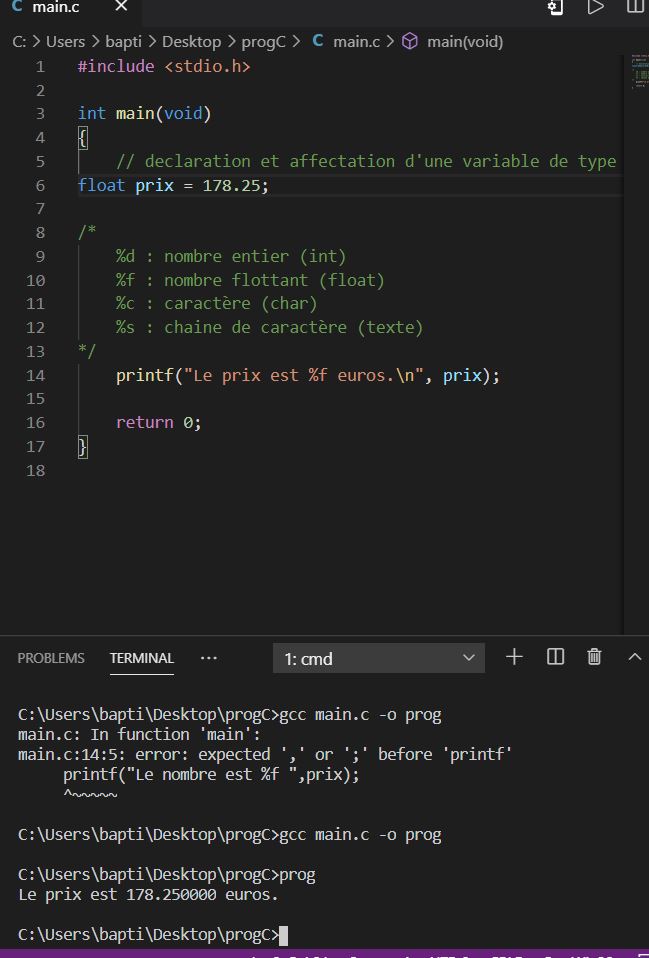 C main.c ×
C: > Users > bapti > Desktop > progC > C main.c > main(void)
1 #include <stdio.h>
2
3 int main(void)
4 {
5 // declaration et affectation d'une variable de type
6 float prix = 178.25;
7
8 /*
9 %d : nombre entier (int)
10 %f : nombre flottant (float)
11 %c : caractère (char)
12 %s : chaine de caractère (texte)
13 */
14 printf("Le prix est %f euros.\n", prix);
15
16 return 0;
17 }
18
PROBLEMS TERMINAL ... 1: cmd
C:\Users\bapti\Desktop\progC>gcc main.c -o prog
main.c: In function 'main':
main.c:14:5: error: expected ',' or ';' before 'printf'
printf("Le nombre est %f ",prix);
^~~~~~
C:\Users\bapti\Desktop\progC>gcc main.c -o prog
C:\Users\bapti\Desktop\progC>prog
Le prix est 178.250000 euros.
C:\Users\bapti\Desktop\progC>